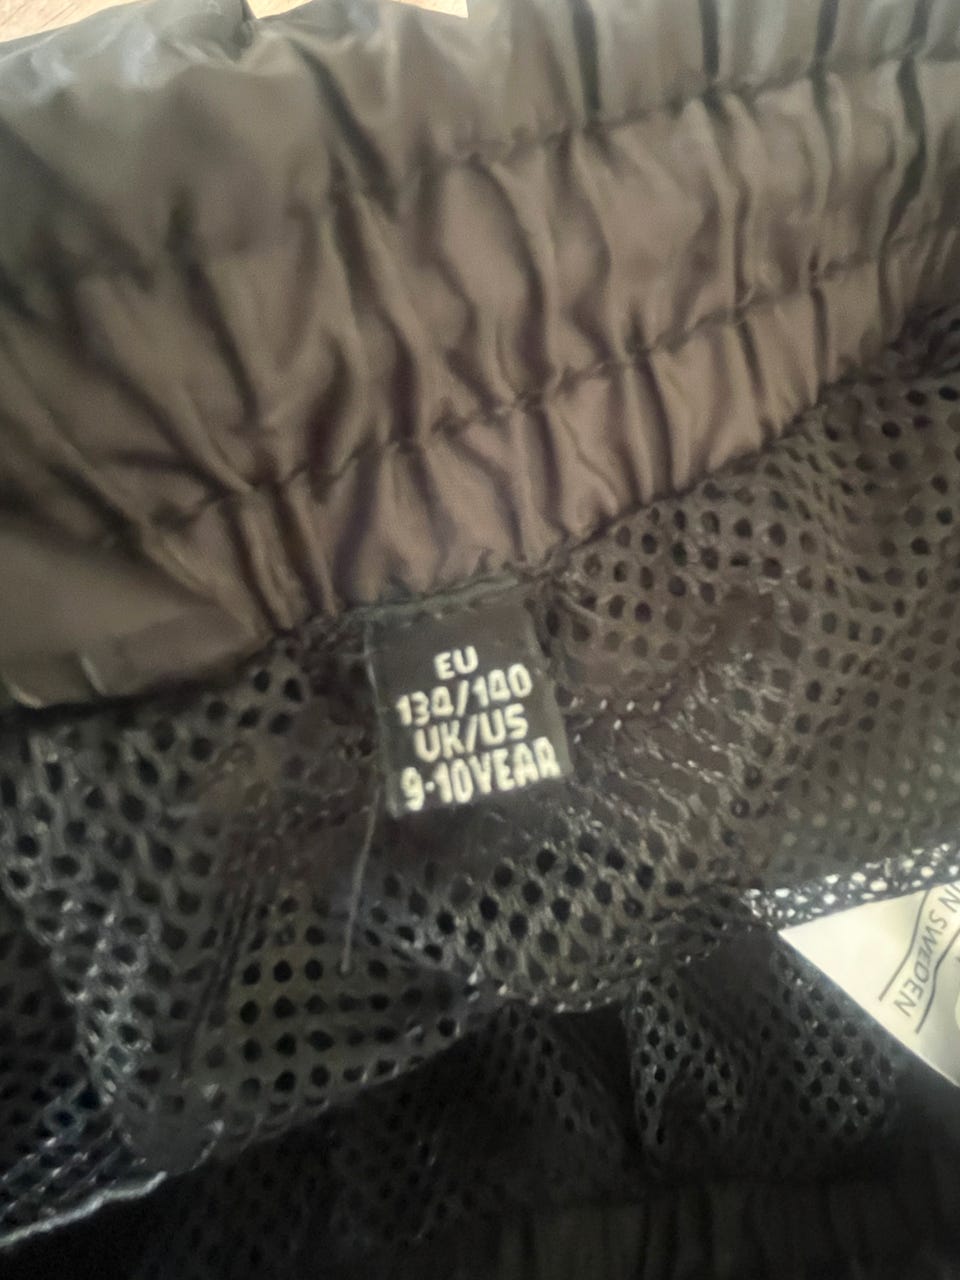 EU
134/140
UK/US
9-10YEAR
N SWEDEN